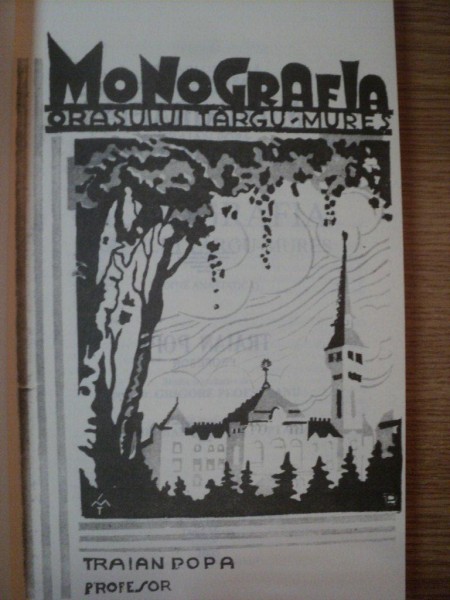 MONOGRAFIA
ORAȘULUI TÂRGU-MUREȘ
TRAIAN POPA
PROFESOR